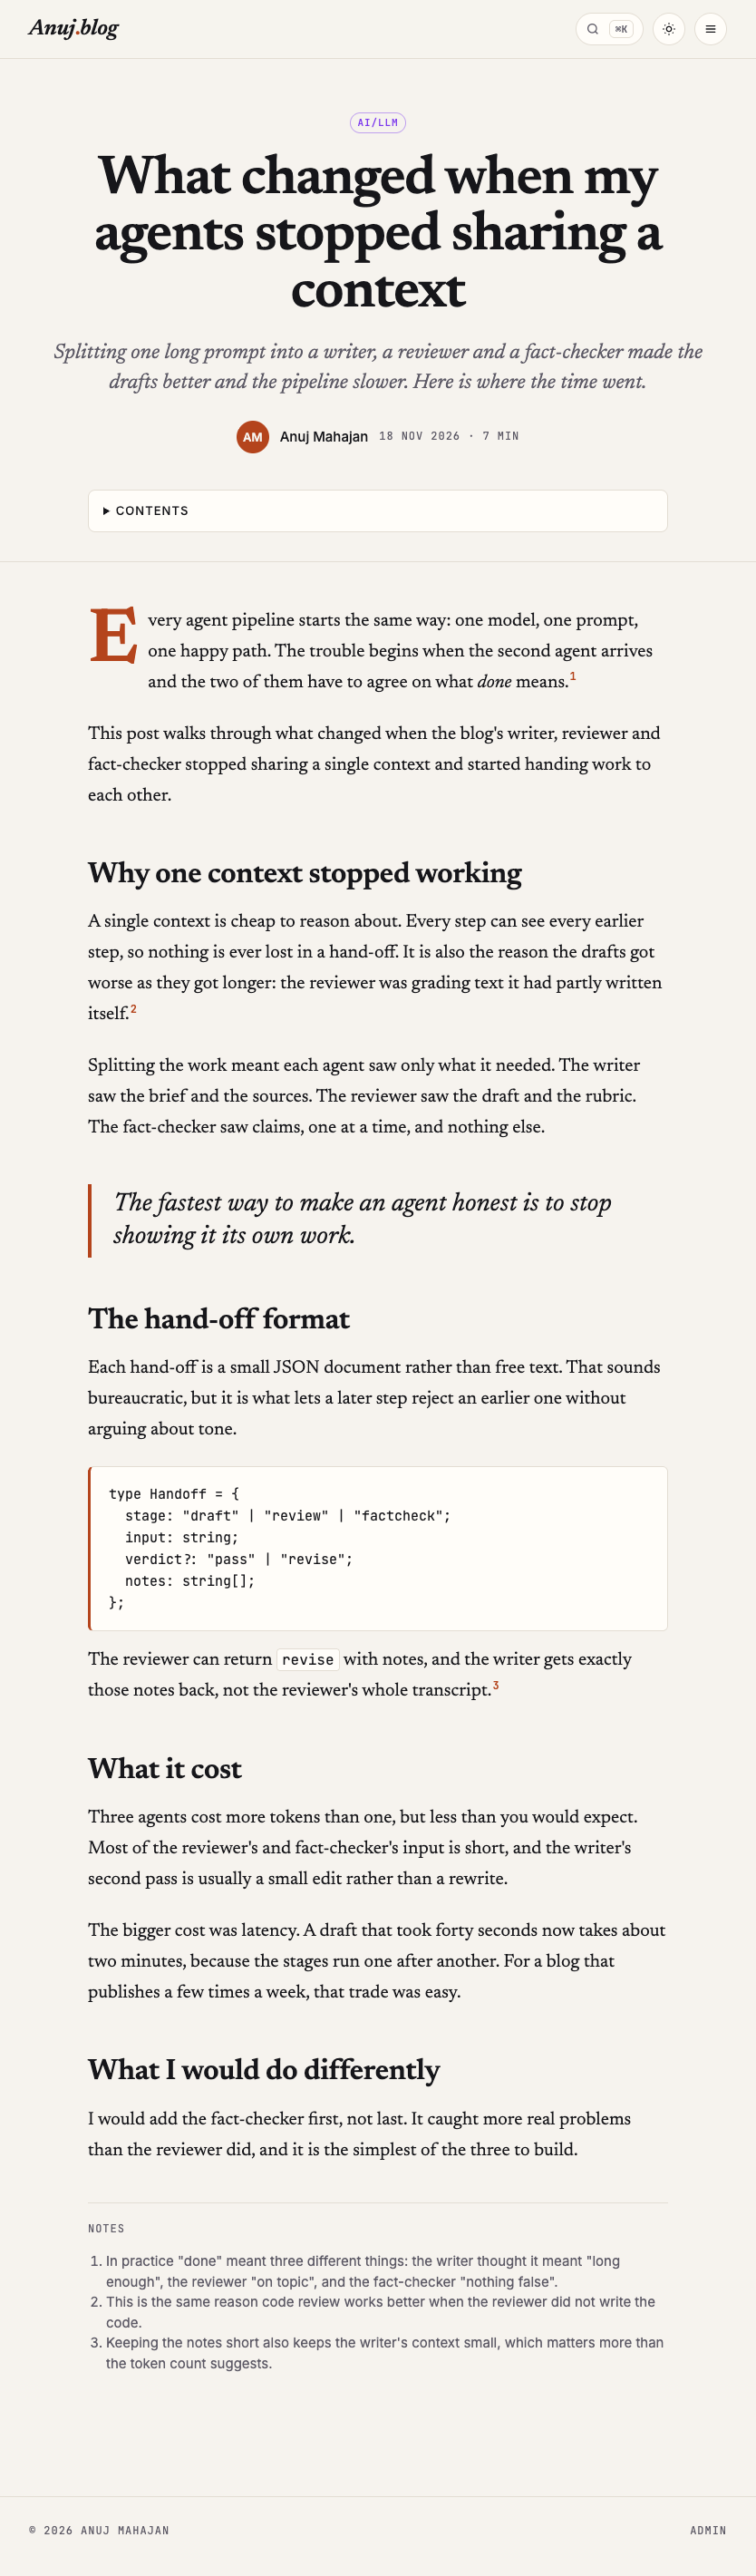 Anuj.blog
⌘K
AI/LLM
What changed when my
agents stopped sharing a
context
Splitting one long prompt into a writer, a reviewer and a fact-checker made the
drafts better and the pipeline slower. Here is where the time went.
AM Anuj Mahajan 18 NOV 2026 · 7 MIN
▶ CONTENTS
Every agent pipeline starts the same way: one model, one prompt,
one happy path. The trouble begins when the second agent arrives
and the two of them have to agree on what done means.1
This post walks through what changed when the blog's writer, reviewer and
fact-checker stopped sharing a single context and started handing work to
each other.
Why one context stopped working
A single context is cheap to reason about. Every step can see every earlier
step, so nothing is ever lost in a hand-off. It is also the reason the drafts got
worse as they got longer: the reviewer was grading text it had partly written
itself.2
Splitting the work meant each agent saw only what it needed. The writer
saw the brief and the sources. The reviewer saw the draft and the rubric.
The fact-checker saw claims, one at a time, and nothing else.
The fastest way to make an agent honest is to stop
showing it its own work.
The hand-off format
Each hand-off is a small JSON document rather than free text. That sounds
bureaucratic, but it is what lets a later step reject an earlier one without
arguing about tone.
type Handoff = {
  stage: "draft" | "review" | "factcheck";
  input: string;
  verdict?: "pass" | "revise";
  notes: string[];
};
The reviewer can return revise with notes, and the writer gets exactly
those notes back, not the reviewer's whole transcript.3
What it cost
Three agents cost more tokens than one, but less than you would expect.
Most of the reviewer's and fact-checker's input is short, and the writer's
second pass is usually a small edit rather than a rewrite.
The bigger cost was latency. A draft that took forty seconds now takes about
two minutes, because the stages run one after another. For a blog that
publishes a few times a week, that trade was easy.
What I would do differently
I would add the fact-checker first, not last. It caught more real problems
than the reviewer did, and it is the simplest of the three to build.
NOTES
1. In practice "done" meant three different things: the writer thought it meant "long
enough", the reviewer "on topic", and the fact-checker "nothing false".
2. This is the same reason code review works better when the reviewer did not write the
code.
3. Keeping the notes short also keeps the writer's context small, which matters more than
the token count suggests.
© 2026 ANUJ MAHAJAN
ADMIN